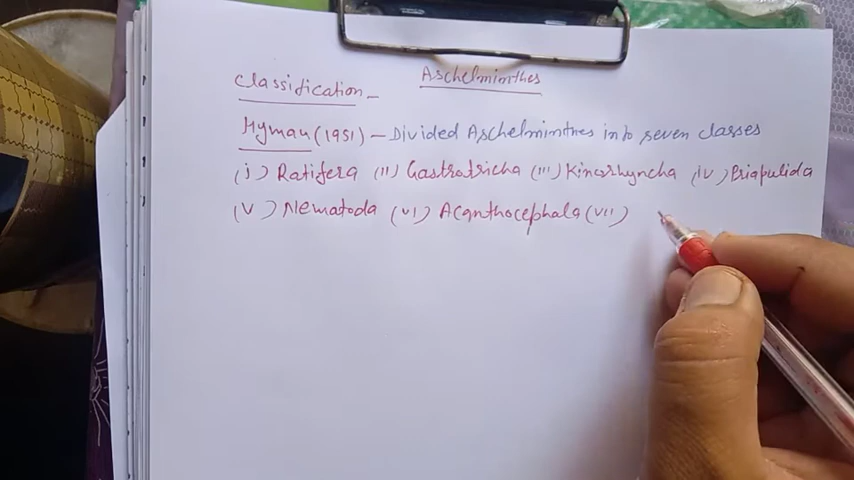 Aschelminthes
Classification -
Hyman (1951) - Divided Aschelminthes into seven classes
(i) Ratifera (ii) Gastrotricha (iii) Kinorhyncha (iv) Priapulida
(v) Nematoda (vi) Acanthocephala (vii)